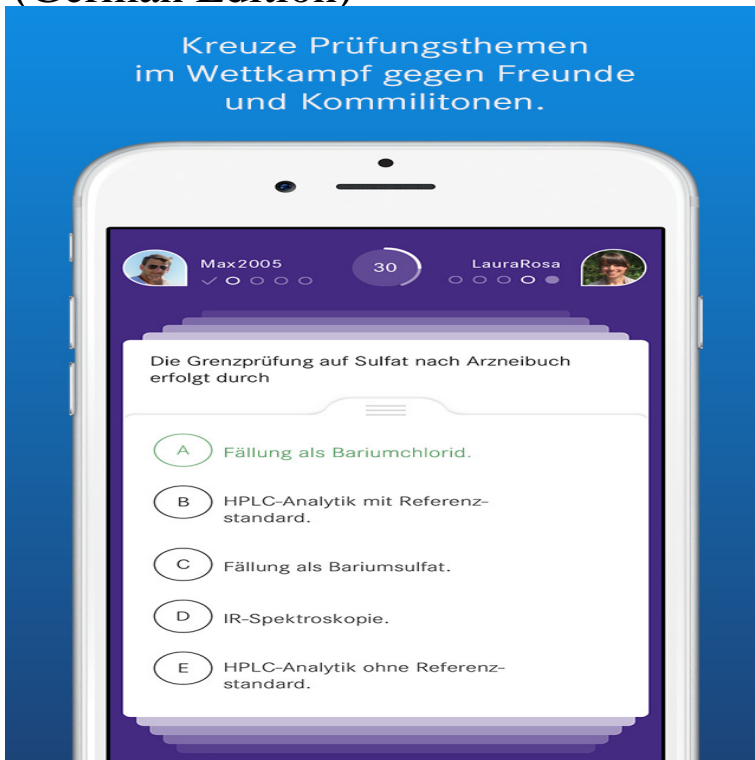 (German Edition)
Kreuze Prüfungsthemen
im Wettkampf gegen Freunde
und Kommilitonen.
Max2005
30
LauraRosa
Die Grenzprüfung auf Sulfat nach Arzneibuch
erfolgt durch
A Fällung als Bariumchlorid.
B HPLC-Analytik mit Referenz-
standard.
C Fällung als Bariumsulfat.
D IR-Spektroskopie.
E HPLC-Analytik ohne Referenz-
standard.